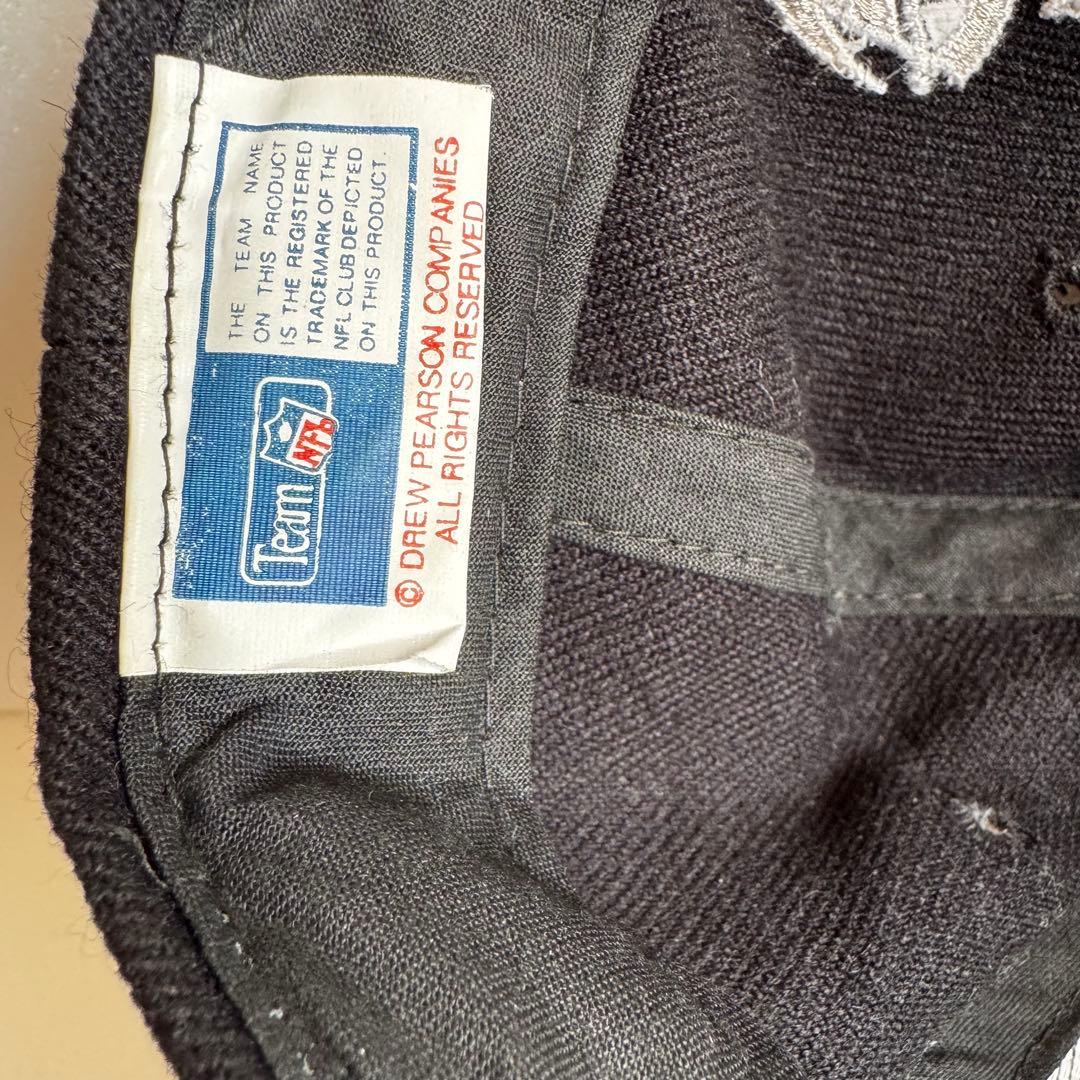 THE TEAM NAME
ON THIS PRODUCT
IS THE REGISTERED
TRADEMARK OF THE
NFL CLUB DEPICTED
ON THIS PRODUCT.
Team NFL
© DREW PEARSON COMPANIES
ALL RIGHTS RESERVED